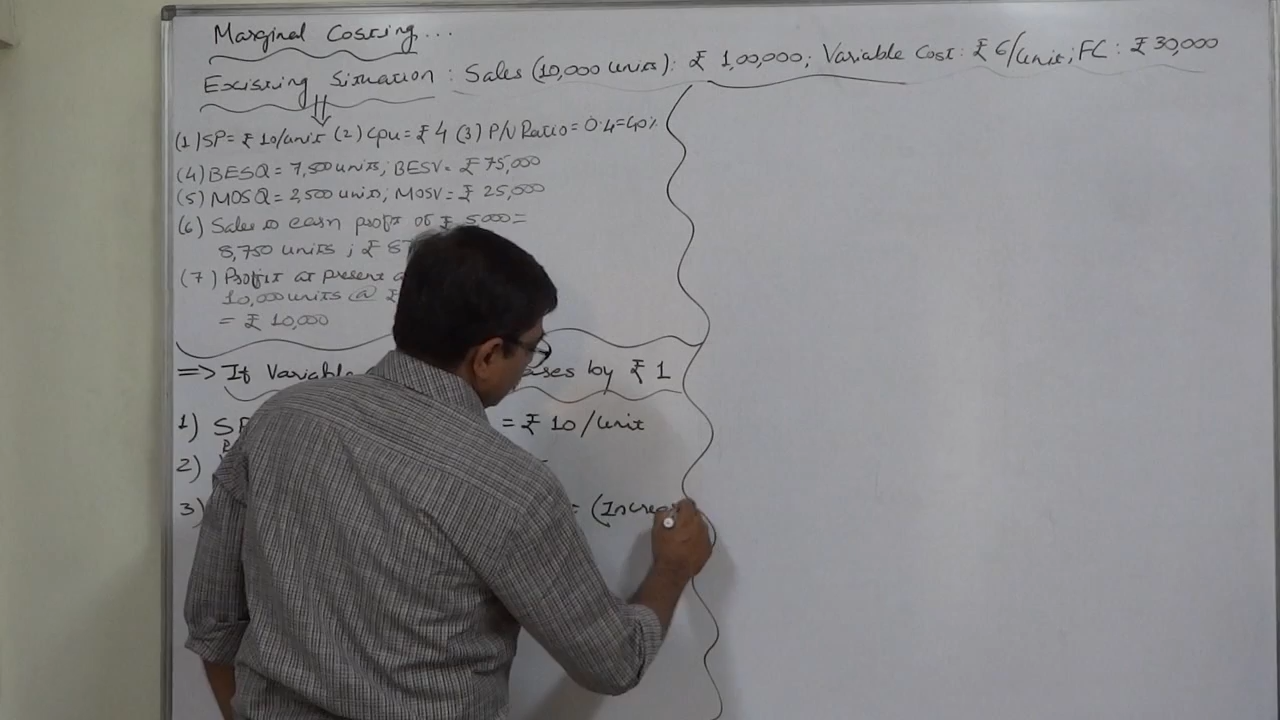 Marginal Costing...
Existing Situation : Sales (10,000 units): ₹ 1,00,000; Variable Cost: ₹ 6/unit; FC : ₹ 30,000
(1) SP= ₹ 10/unit (2) Cpu= ₹ 4 (3) P/V Ratio= 0.4=40%
(4) BESQ = 7,500 units; BESV= ₹ 75,000
(5) MOSQ = 2,500 units; MOSV= ₹ 25,000
(6) Sales to earn profit of ₹ 5000=
8,750 units ; ₹ 87
(7) Profit at present
10,000 units @ ₹
= ₹ 10,000
=> If Variable by ₹ 1
1) SP = ₹ 10/unit
2)
3) = (Increa